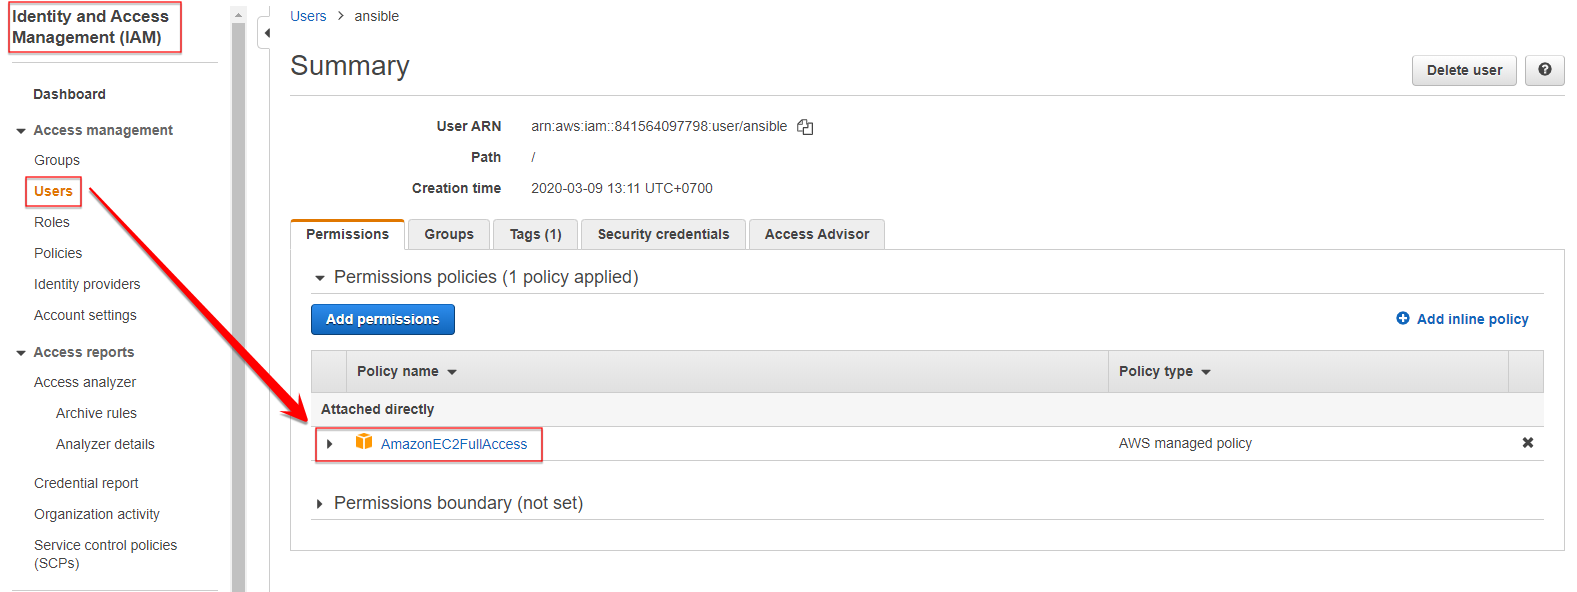 Identity and Access
Management (IAM)
Dashboard
Access management
Groups
Users
Roles
Policies
Identity providers
Account settings
Access reports
Access analyzer
Archive rules
Analyzer details
Credential report
Organization activity
Service control policies
(SCPs)
Users > ansible
Summary
Delete user
User ARN arn:aws:iam::841564097798:user/ansible
Path /
Creation time 2020-03-09 13:11 UTC+0700
Permissions Groups Tags (1) Security credentials Access Advisor
Permissions policies (1 policy applied)
Add permissions Add inline policy
Policy name Policy type
Attached directly
AmazonEC2FullAccess AWS managed policy
Permissions boundary (not set)